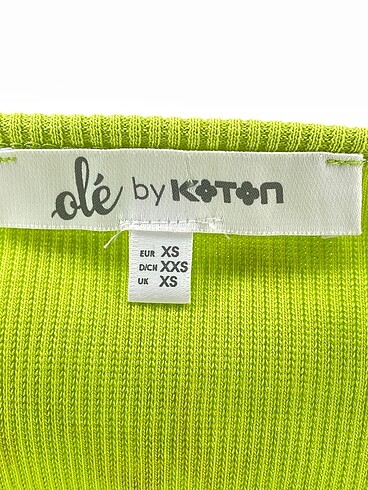 olé by KOTON
EUR XS
D/CH XXS
UK XS